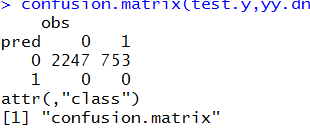 > confusion.matrix(test.y,yy.dn
obs
pred 0 1
0 2247 753
1 0 0
attr(,"class")
[1] "confusion.matrix"